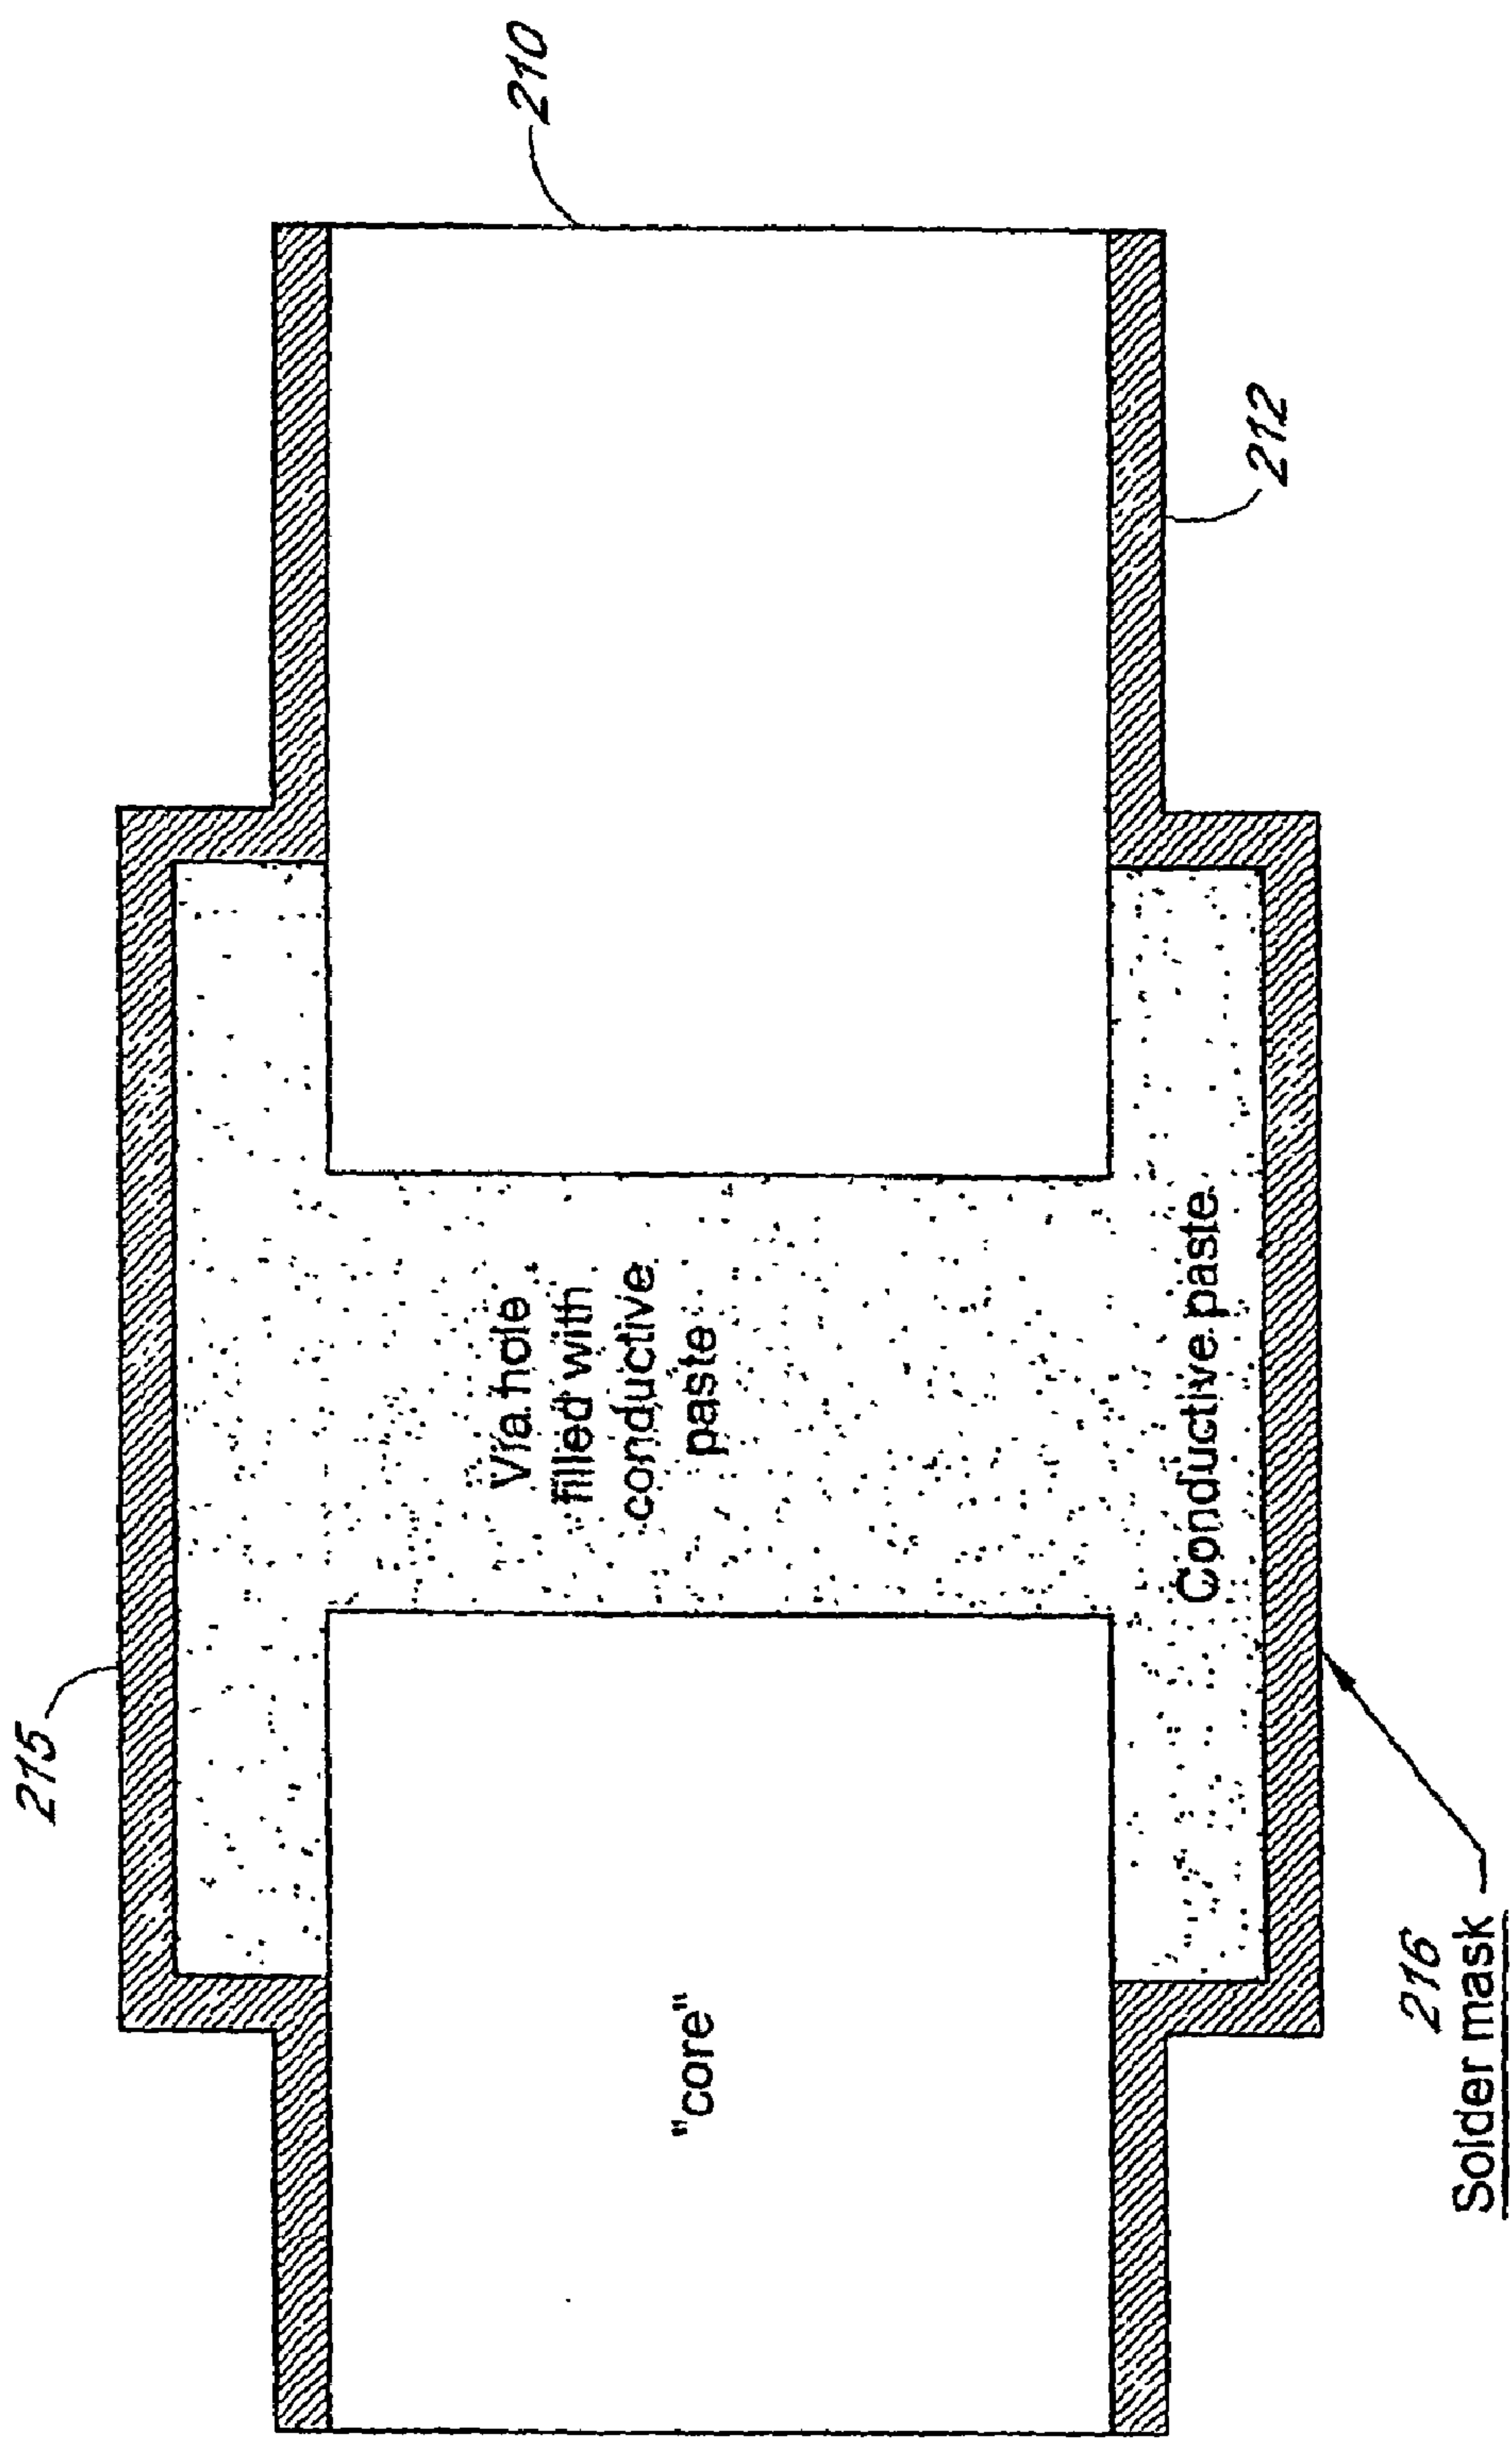 210
212
215
Via hole
filled with
conductive
paste
Conductive paste
"core"
216
Solder mask